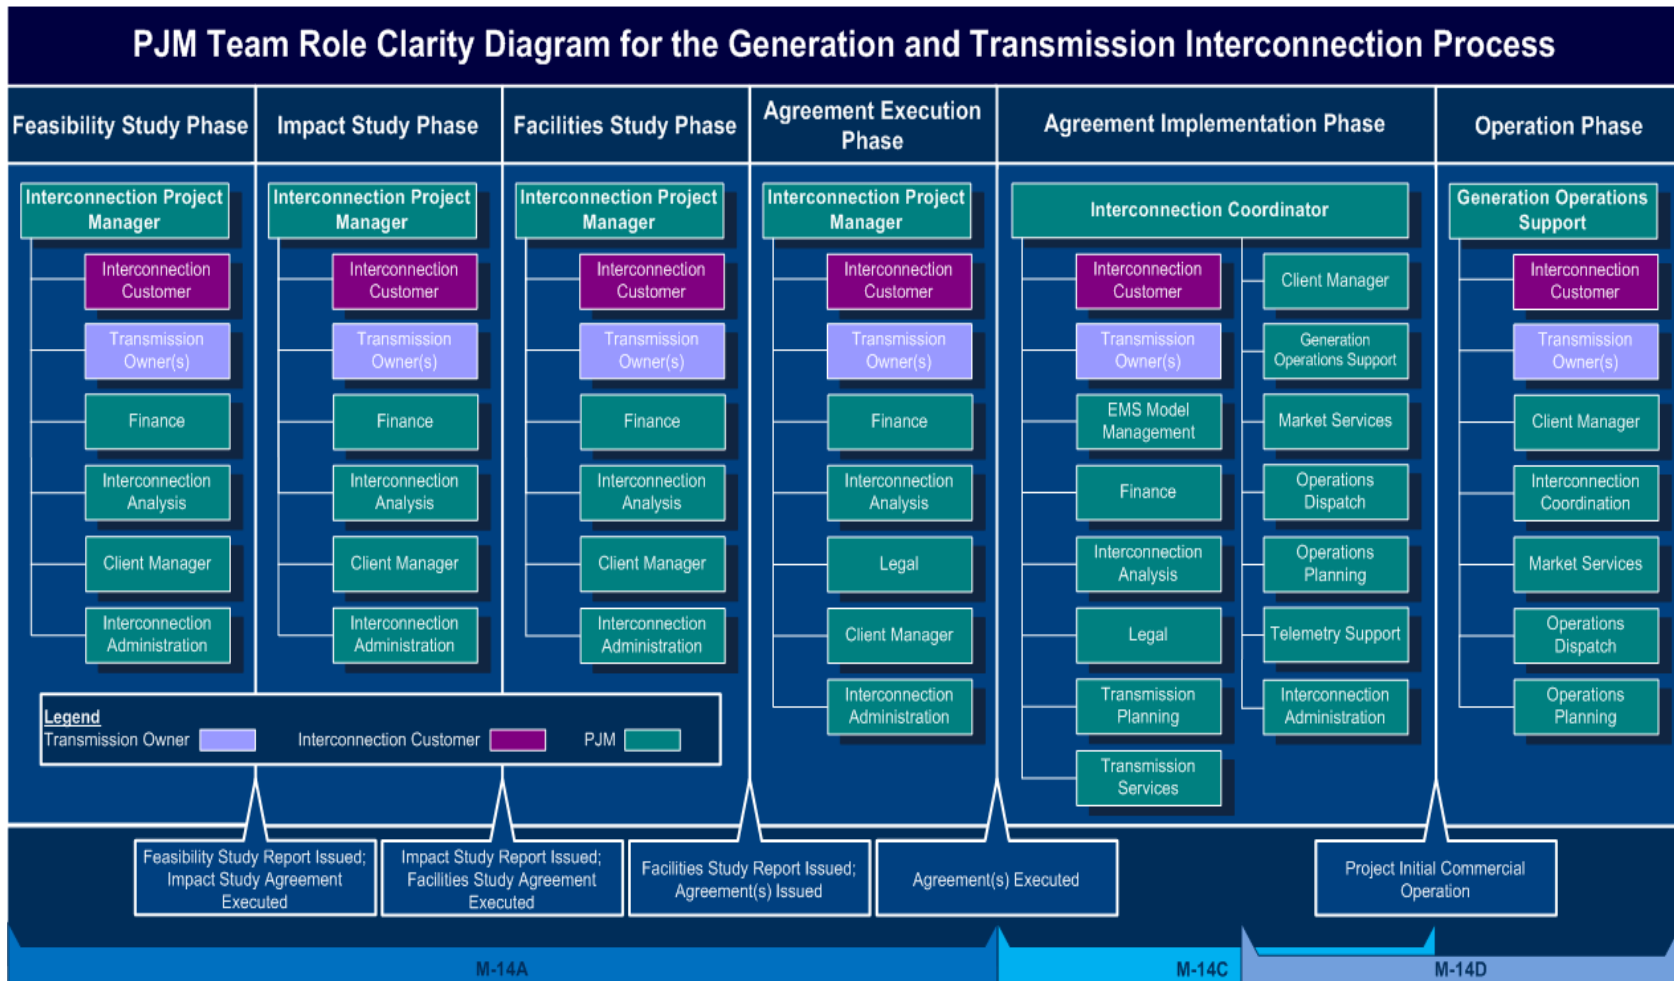 PJM Team Role Clarity Diagram for the Generation and Transmission Interconnection Process
Feasibility Study Phase
Impact Study Phase
Facilities Study Phase
Agreement Execution
Phase
Agreement Implementation Phase
Operation Phase
Interconnection Project
Manager
Interconnection
Customer
Transmission
Owner(s)
Finance
Interconnection
Analysis
Client Manager
Interconnection
Administration
Interconnection Project
Manager
Interconnection
Customer
Transmission
Owner(s)
Finance
Interconnection
Analysis
Client Manager
Interconnection
Administration
Interconnection Project
Manager
Interconnection
Customer
Transmission
Owner(s)
Finance
Interconnection
Analysis
Client Manager
Interconnection
Administration
Interconnection Project
Manager
Interconnection
Customer
Transmission
Owner(s)
Finance
Interconnection
Analysis
Legal
Client Manager
Interconnection
Administration
Interconnection Coordinator
Interconnection
Customer
Transmission
Owner(s)
EMS Model
Management
Finance
Interconnection
Analysis
Legal
Transmission
Planning
Transmission
Services
Client Manager
Generation
Operations Support
Market Services
Operations
Dispatch
Operations
Planning
Telemetry Support
Interconnection
Administration
Generation Operations
Support
Interconnection
Customer
Transmission
Owner(s)
Client Manager
Interconnection
Coordination
Market Services
Operations
Dispatch
Operations
Planning
Legend
Transmission Owner
Interconnection Customer
PJM
Feasibility Study Report Issued;
Impact Study Agreement
Executed
Impact Study Report Issued;
Facilities Study Agreement
Executed
Facilities Study Report Issued;
Agreement(s) Issued
Agreement(s) Executed
Project Initial Commercial
Operation
M-14A
M-14C
M-14D